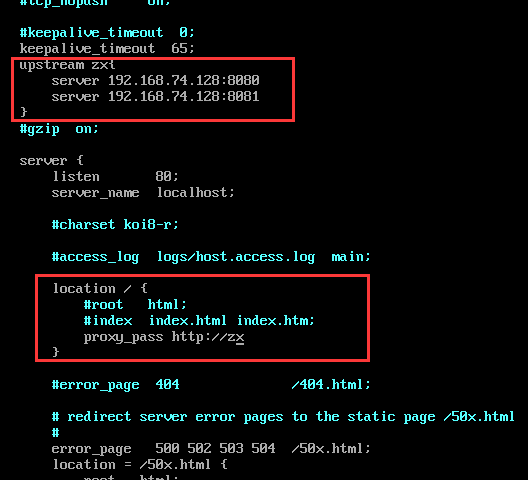 #tcp_nopush     on;
#keepalive_timeout  0;
keepalive_timeout  65;
upstream zx{
    server 192.168.74.128:8080
    server 192.168.74.128:8081
}
#gzip  on;
server {
    listen       80;
    server_name  localhost;
    #charset koi8-r;
    #access_log  logs/host.access.log  main;
    location / {
        #root   html;
        #index  index.html index.htm;
        proxy_pass http://zx
    }
    #error_page  404              /404.html;
    # redirect server error pages to the static page /50x.html
    #
    error_page   500 502 503 504  /50x.html;
    location = /50x.html {
        root   html;